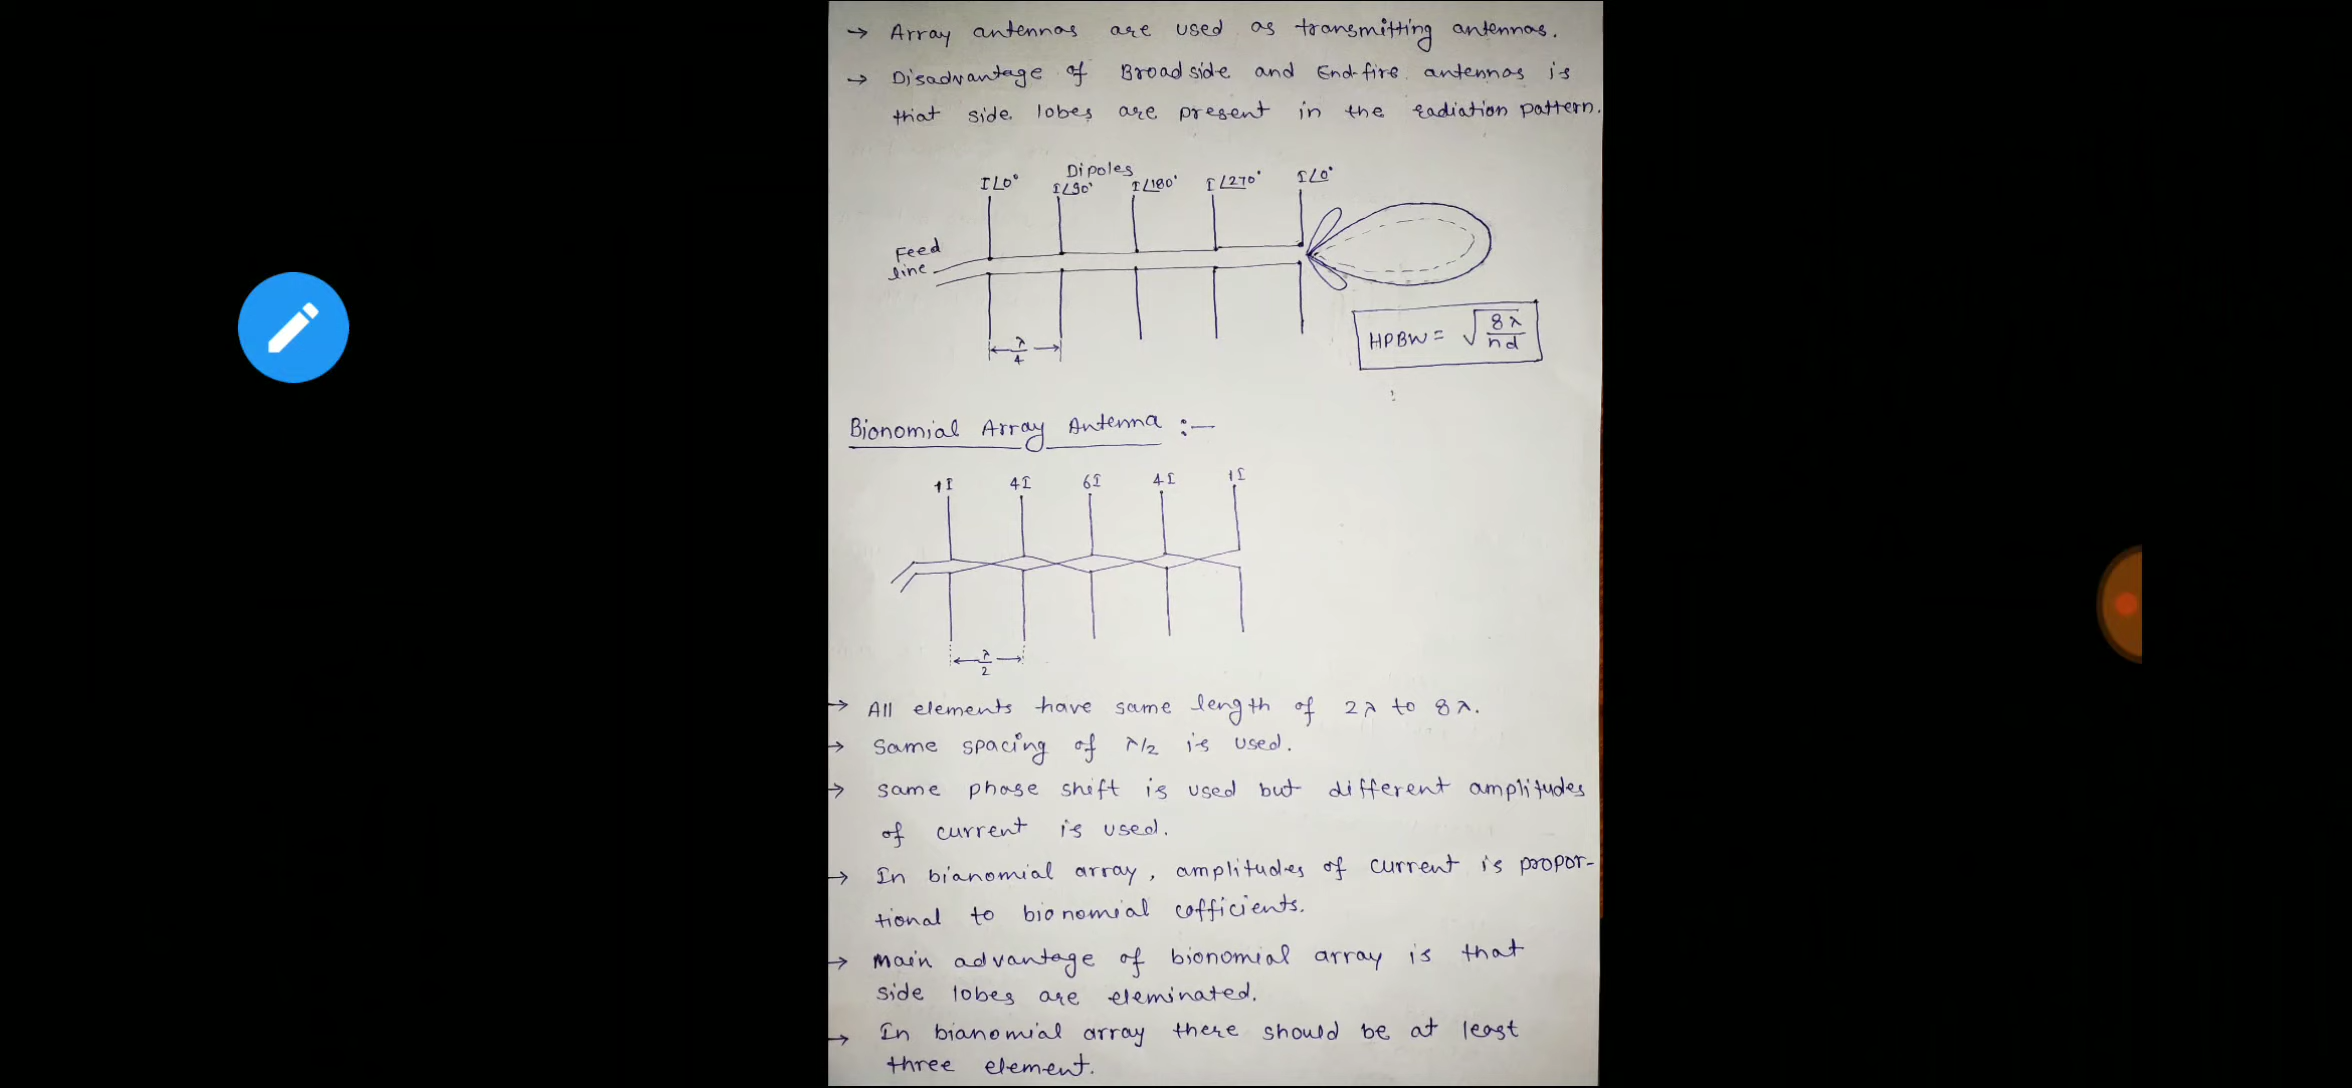 → Array antennas are used as transmitting antennas.
→ Disadvantage of Broadside and End-fire antennas is
that side lobes are present in the radiation pattern.
Dipoles
I∠0° I∠90° I∠180° I∠270° I∠0°
Feed
line
λ/4
HPBW = √(8λ/nd)
Bionomial Array Antenna :—
1I 4I 6I 4I 1I
λ/2
→ All elements have same length of 2λ to 8λ.
→ Same spacing of λ/2 is used.
→ same phase shift is used but different amplitudes
of current is used.
→ In bianomial array, amplitudes of current is propor-
tional to bionomial cofficients.
→ Main advantage of bionomial array is that
side lobes are eleminated.
→ In bianomial array there should be at least
three element.